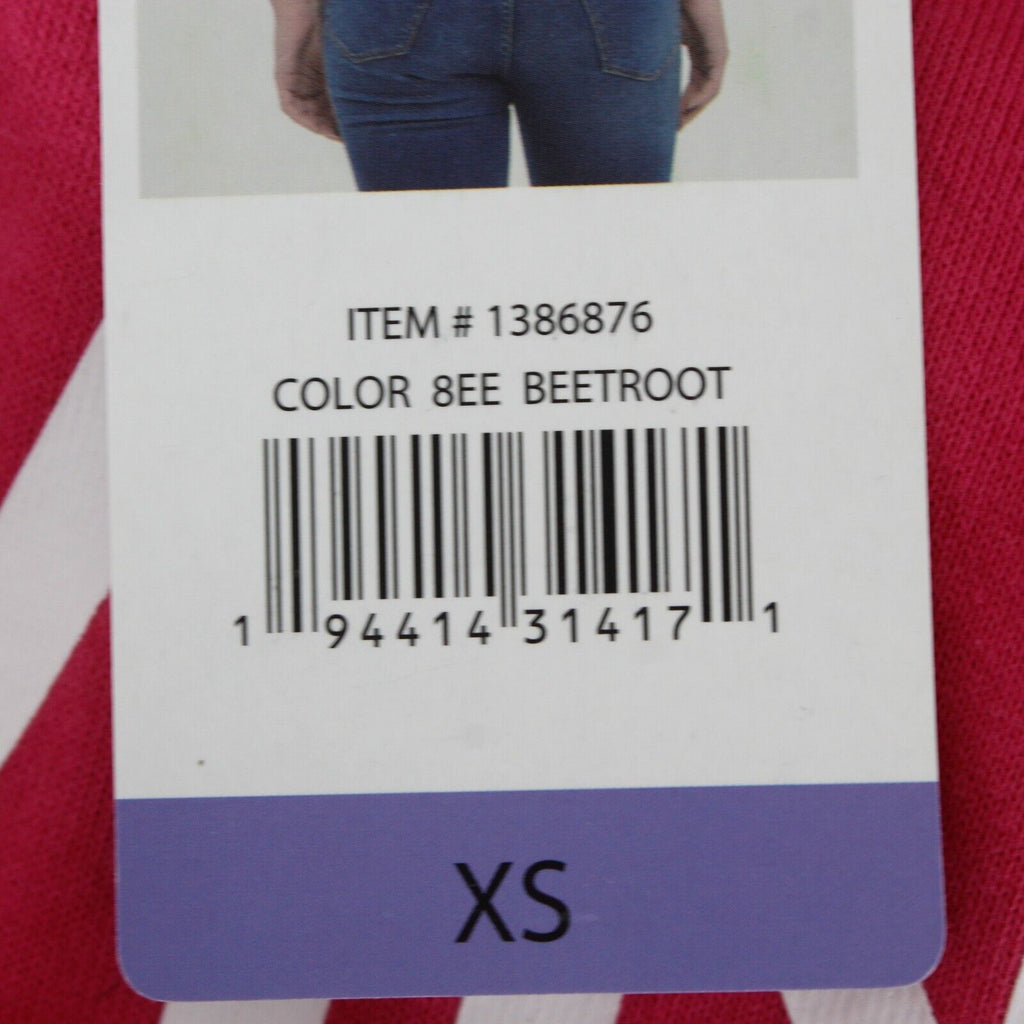 ITEM # 1386876
COLOR 8EE BEETROOT
1 94414 31417 1
XS